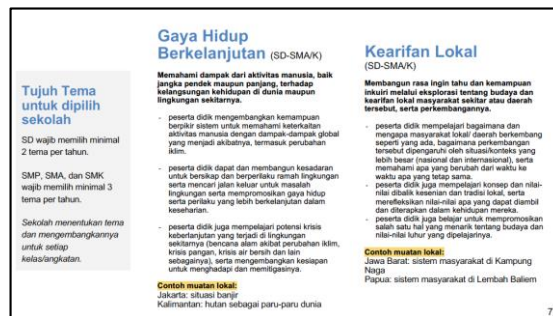 Tujuh Tema
untuk dipilih
sekolah
SD wajib memilih minimal
2 tema per tahun.
SMP, SMA, dan SMK
wajib memilih minimal 3
tema per tahun.
Sekolah menentukan tema
dan mengembangkannya
untuk setiap
kelas/angkatan.
Gaya Hidup
Berkelanjutan (SD-SMA/K)
Memahami dampak dari aktivitas manusia, baik
jangka pendek maupun panjang, terhadap
kelangsungan kehidupan di dunia maupun
lingkungan sekitarnya.
- peserta didik mengembangkan kemampuan
berpikir sistem untuk memahami keterkaitan
aktivitas manusia dengan dampak-dampak global
yang menjadi akibatnya, termasuk perubahan
iklim.
- peserta didik dapat dan membangun kesadaran
untuk bersikap dan berperilaku ramah lingkungan
serta mencari jalan keluar untuk masalah
lingkungan serta mempromosikan gaya hidup
serta perilaku yang lebih berkelanjutan dalam
keseharian.
- peserta didik juga mempelajari potensi krisis
keberlanjutan yang terjadi di lingkungan
sekitarnya (bencana alam akibat perubahan iklim,
krisis pangan, krisis air bersih dan lain
sebagainya), serta mengembangkan kesiapan
untuk menghadapi dan memitigasinya.
Contoh muatan lokal:
Jakarta: situasi banjir
Kalimantan: hutan sebagai paru-paru dunia
Kearifan Lokal
(SD-SMA/K)
Membangun rasa ingin tahu dan kemampuan
inkuiri melalui eksplorasi tentang budaya dan
kearifan lokal masyarakat sekitar atau daerah
tersebut, serta perkembangannya.
- peserta didik mempelajari bagaimana dan
mengapa masyarakat lokal/ daerah berkembang
seperti yang ada, bagaimana perkembangan
tersebut dipengaruhi oleh situasi/konteks yang
lebih besar (nasional dan internasional), serta
memahami apa yang berubah dari waktu ke
waktu apa yang tetap sama.
- peserta didik juga mempelajari konsep dan nilai-
nilai dibalik kesenian dan tradisi lokal, serta
merefleksikan nilai-nilai apa yang dapat diambil
dan diterapkan dalam kehidupan mereka.
- peserta didik juga belajar untuk mempromosikan
salah satu hal yang menarik tentang budaya dan
nilai-nilai luhur yang dipelajarinya.
Contoh muatan lokal:
Jawa Barat: sistem masyarakat di Kampung
Naga
Papua: sistem masyarakat di Lembah Baliem
7